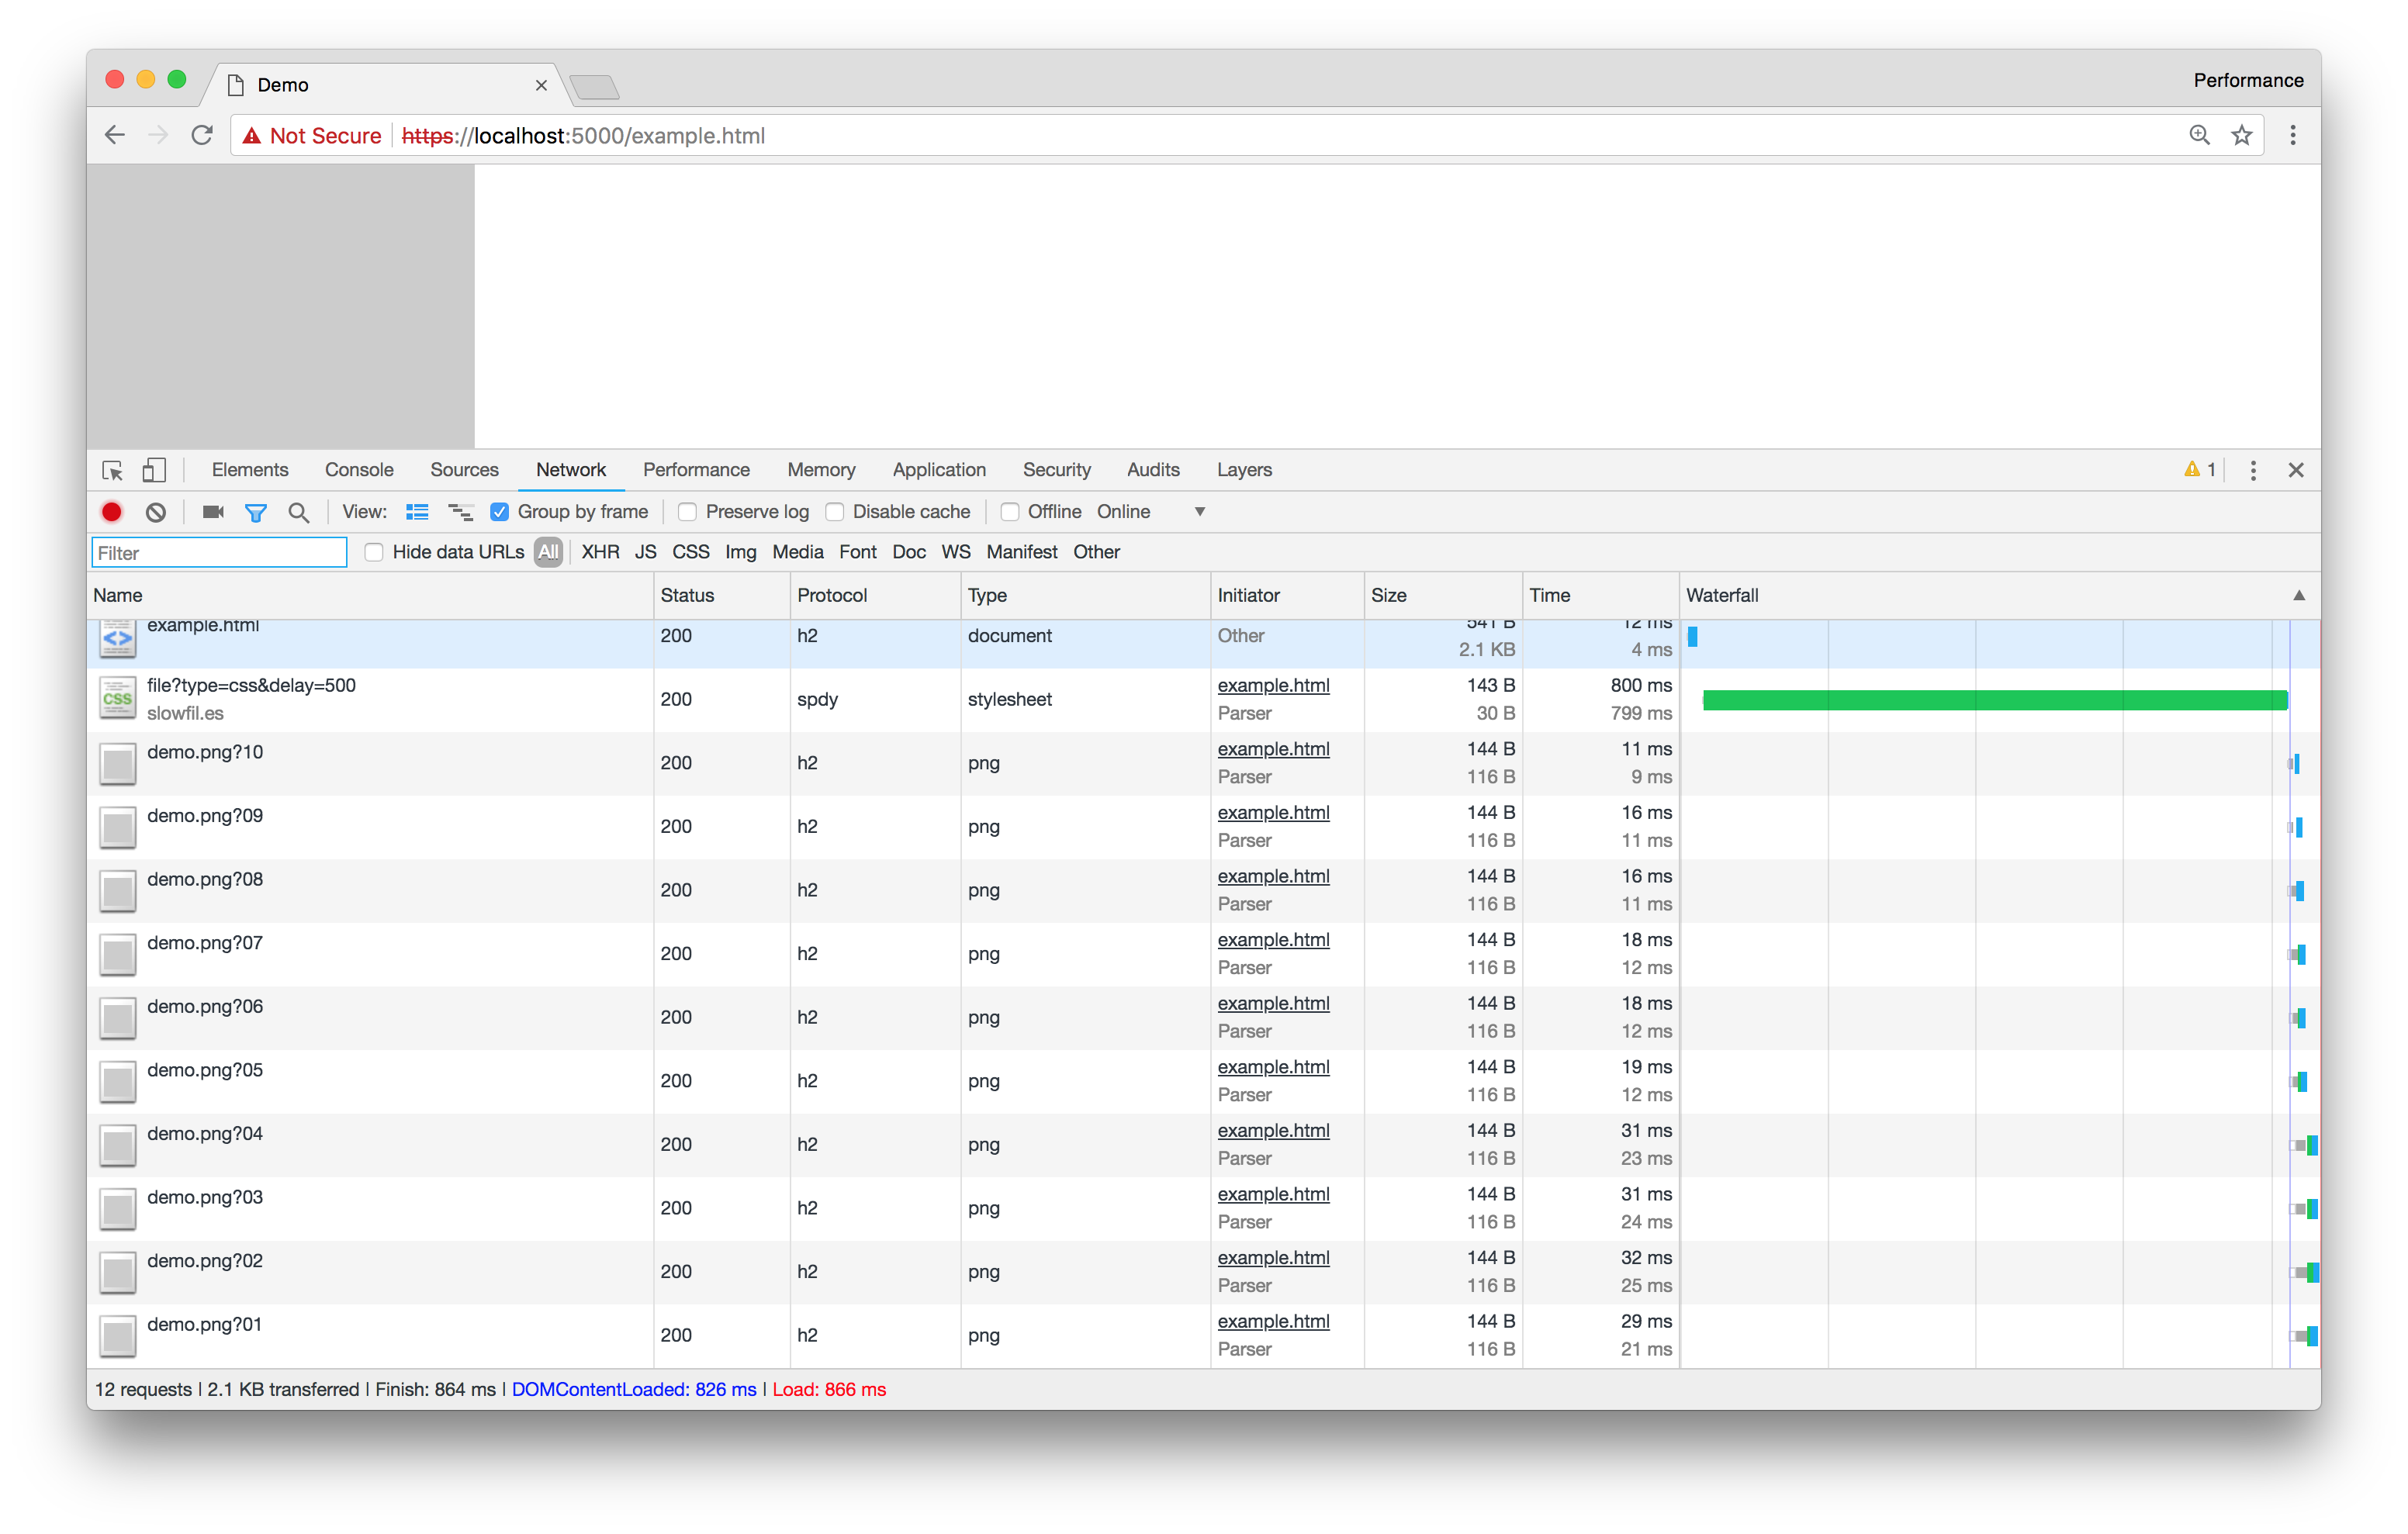 Demo
Performance
Not Secure https://localhost:5000/example.html
Elements Console Sources Network Performance Memory Application Security Audits Layers 1
View: Group by frame Preserve log Disable cache Offline Online
Filter Hide data URLs All XHR JS CSS Img Media Font Doc WS Manifest Other
Name Status Protocol Type Initiator Size Time Waterfall
example.html 200 h2 document Other 541 B 12 ms
2.1 KB 4 ms
file?type=css&delay=500 200 spdy stylesheet example.html 143 B 800 ms
slowfil.es Parser 30 B 799 ms
demo.png?10 200 h2 png example.html 144 B 11 ms
Parser 116 B 9 ms
demo.png?09 200 h2 png example.html 144 B 16 ms
Parser 116 B 11 ms
demo.png?08 200 h2 png example.html 144 B 16 ms
Parser 116 B 11 ms
demo.png?07 200 h2 png example.html 144 B 18 ms
Parser 116 B 12 ms
demo.png?06 200 h2 png example.html 144 B 18 ms
Parser 116 B 12 ms
demo.png?05 200 h2 png example.html 144 B 19 ms
Parser 116 B 12 ms
demo.png?04 200 h2 png example.html 144 B 31 ms
Parser 116 B 23 ms
demo.png?03 200 h2 png example.html 144 B 31 ms
Parser 116 B 24 ms
demo.png?02 200 h2 png example.html 144 B 32 ms
Parser 116 B 25 ms
demo.png?01 200 h2 png example.html 144 B 29 ms
Parser 116 B 21 ms
12 requests | 2.1 KB transferred | Finish: 864 ms | DOMContentLoaded: 826 ms | Load: 866 ms